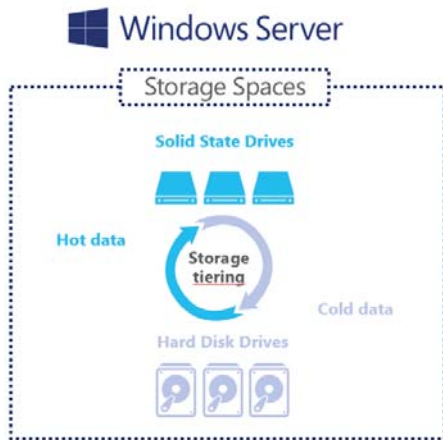 Windows Server
Storage Spaces
Solid State Drives
Hot data
Storage
tiering
Cold data
Hard Disk Drives